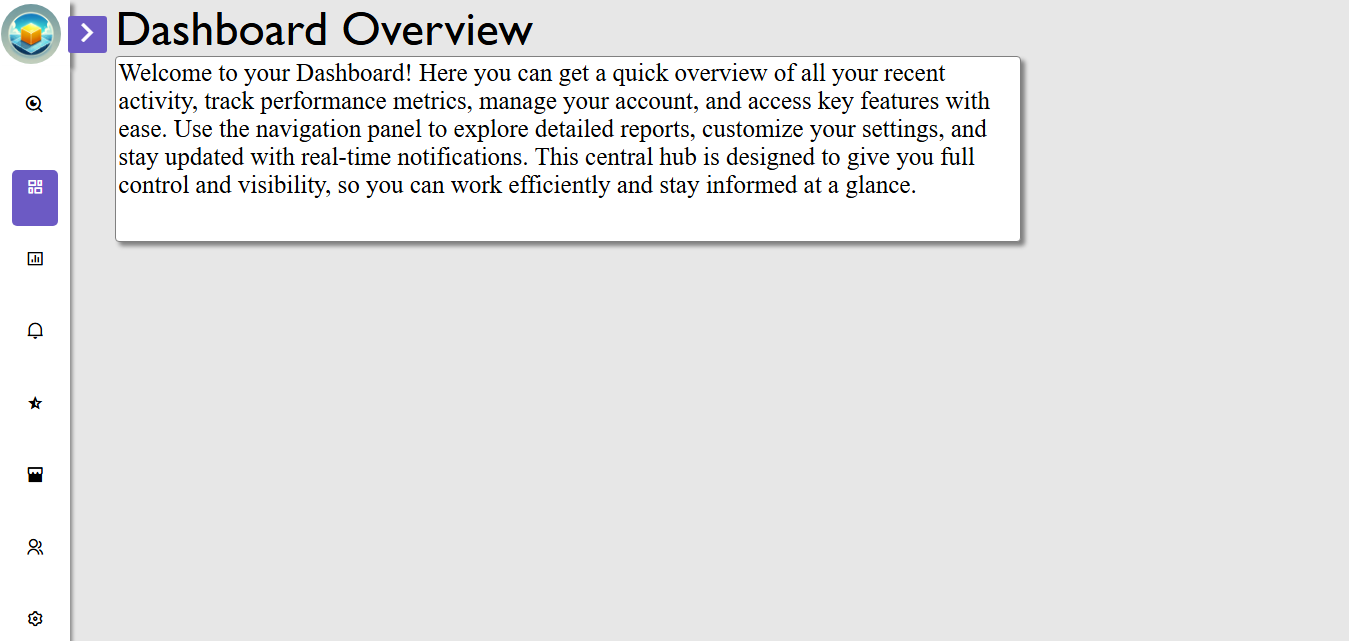 Dashboard Overview
Welcome to your Dashboard! Here you can get a quick overview of all your recent
activity, track performance metrics, manage your account, and access key features with
ease. Use the navigation panel to explore detailed reports, customize your settings, and
stay updated with real-time notifications. This central hub is designed to give you full
control and visibility, so you can work efficiently and stay informed at a glance.